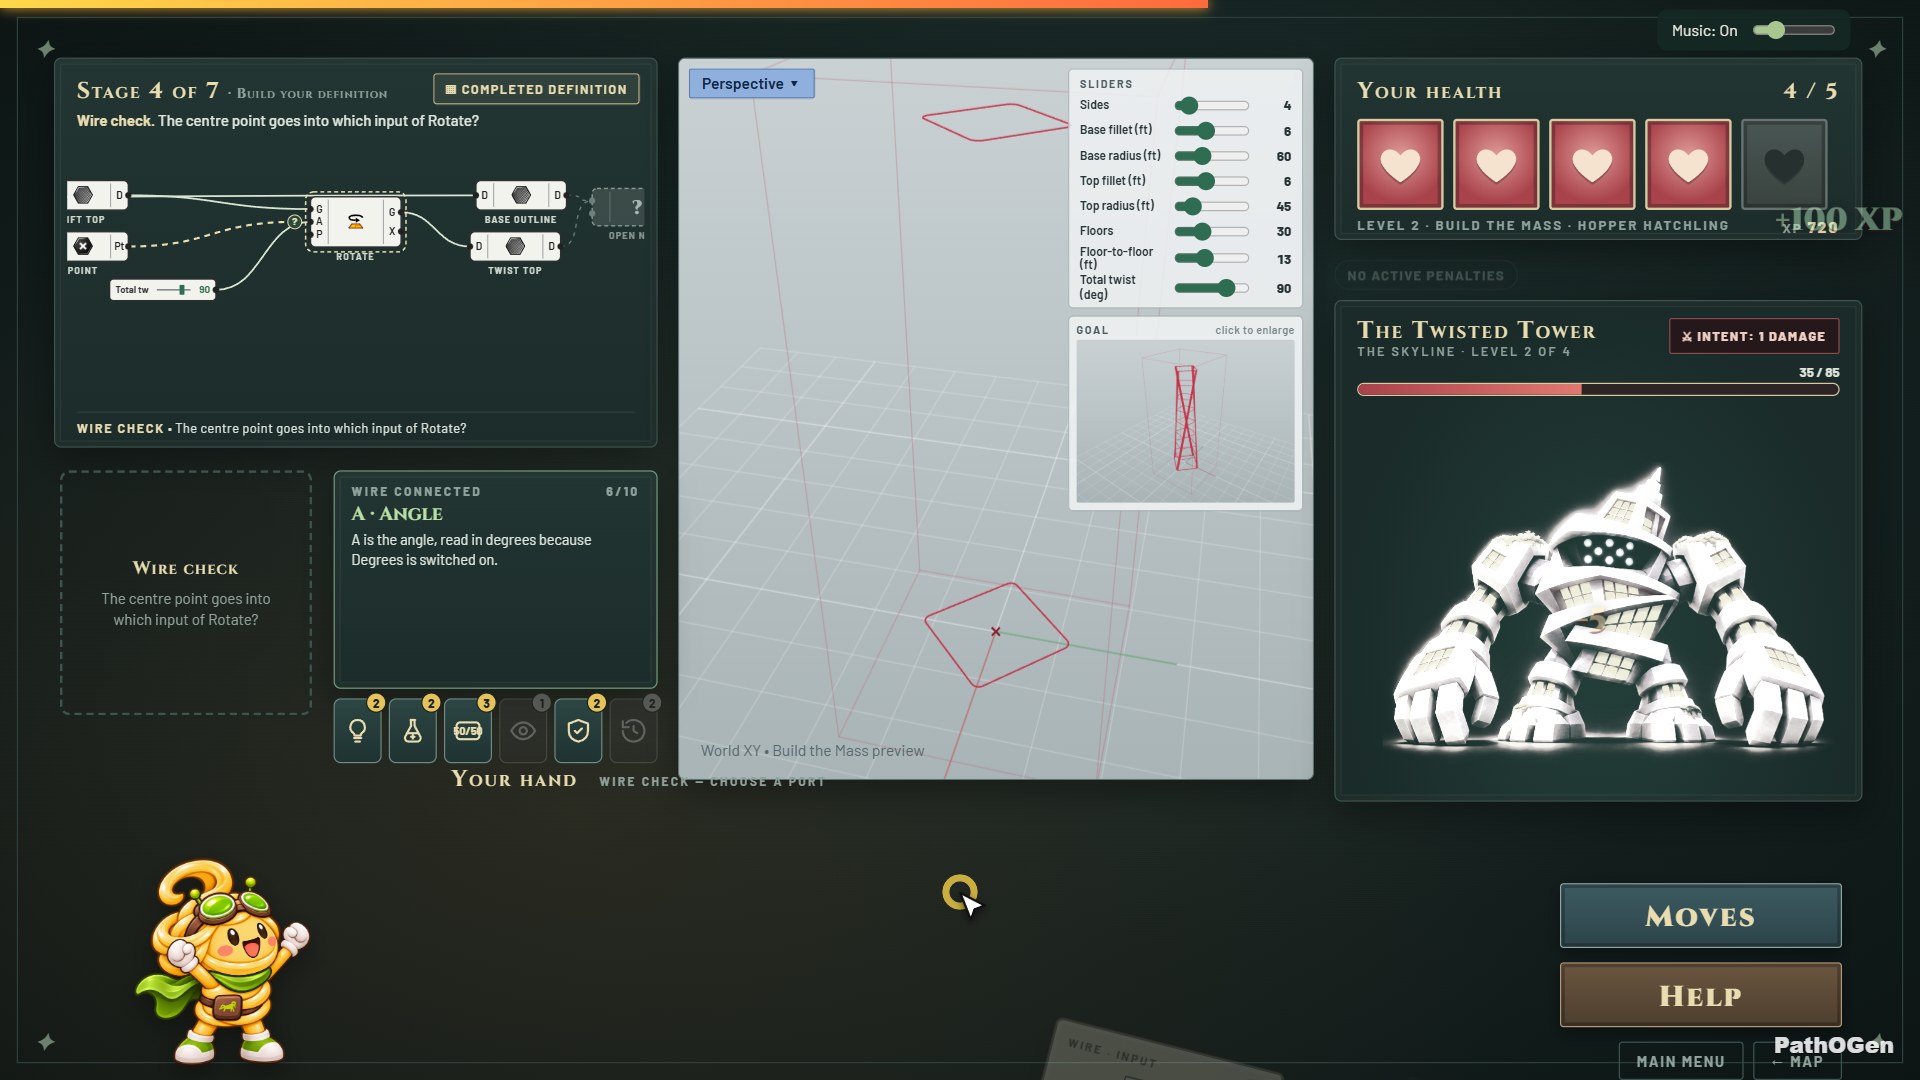 Music: On
Stage 4 of 7 · Build your definition
COMPLETED DEFINITION
Wire check. The centre point goes into which input of Rotate?
D
IFT TOP
Pt
POINT
Total tw 90
?
G
A
P
G
X
ROTATE
D D
BASE OUTLINE
D D
TWIST TOP
?
OPEN N
WIRE CHECK • The centre point goes into which input of Rotate?
Wire check
The centre point goes into
which input of Rotate?
WIRE CONNECTED 6/10
A · Angle
A is the angle, read in degrees because
Degrees is switched on.
2
2
3
1
2
2
50/50
Your hand WIRE CHECK – CHOOSE A PORT
Perspective ▼
SLIDERS
Sides 4
Base fillet (ft) 6
Base radius (ft) 60
Top fillet (ft) 6
Top radius (ft) 45
Floors 30
Floor-to-floor (ft) 13
Total twist (deg) 90
GOAL click to enlarge
World XY • Build the Mass preview
Your health 4 / 5
LEVEL 2 · BUILD THE MASS · HOPPER HATCHLING
XP 720
+100 XP
NO ACTIVE PENALTIES
The Twisted Tower
THE SKYLINE · LEVEL 2 OF 4
INTENT: 1 DAMAGE
35 / 85
Moves
Help
WIRE · INPUT
MAIN MENU
← MAP
PathOGen